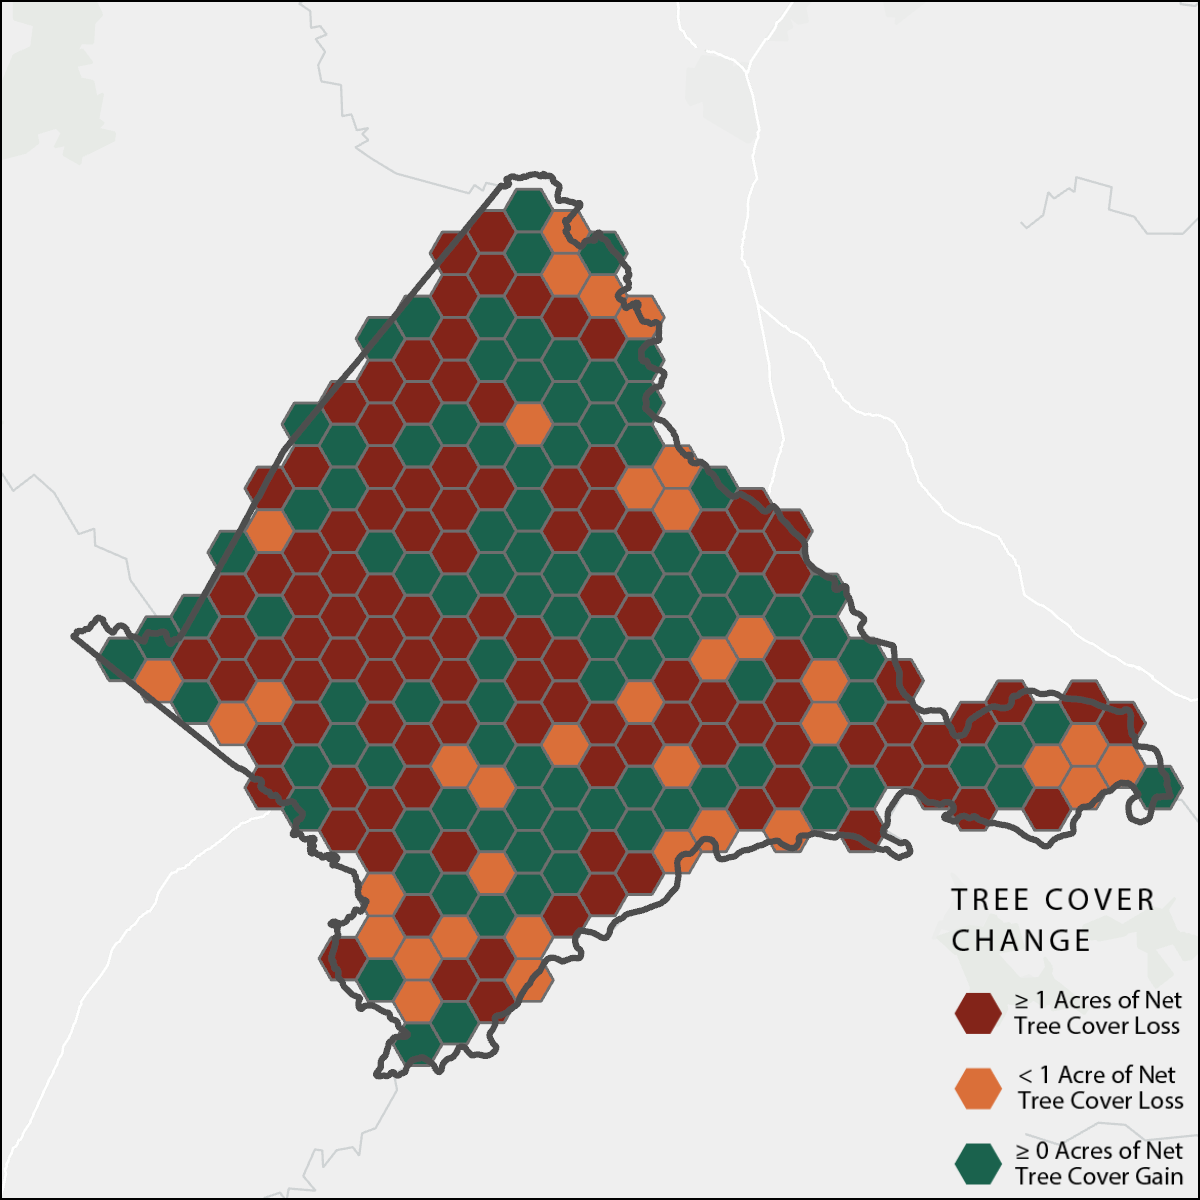 TREE COVER
CHANGE
≥ 1 Acres of Net
Tree Cover Loss
< 1 Acre of Net
Tree Cover Loss
≥ 0 Acres of Net
Tree Cover Gain